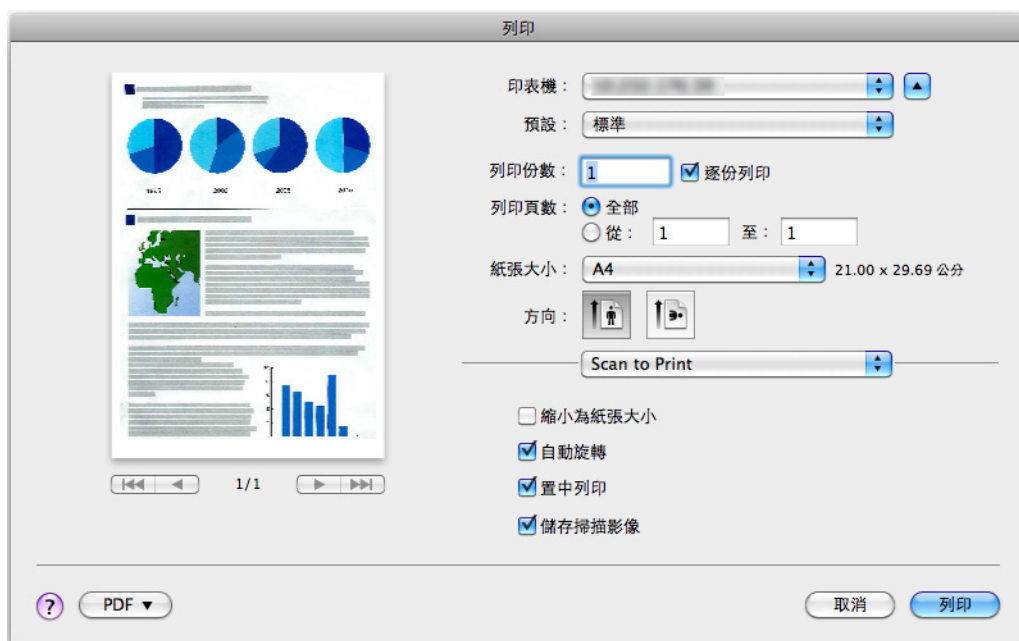 列印
印表機：
預設： 標準
列印份數： 1 逐份列印
列印頁數： 全部
從： 1 至： 1
紙張大小： A4 21.00 x 29.69 公分
方向：
Scan to Print
縮小為紙張大小
自動旋轉
置中列印
儲存掃描影像
1/1
? PDF ▼ 取消 列印